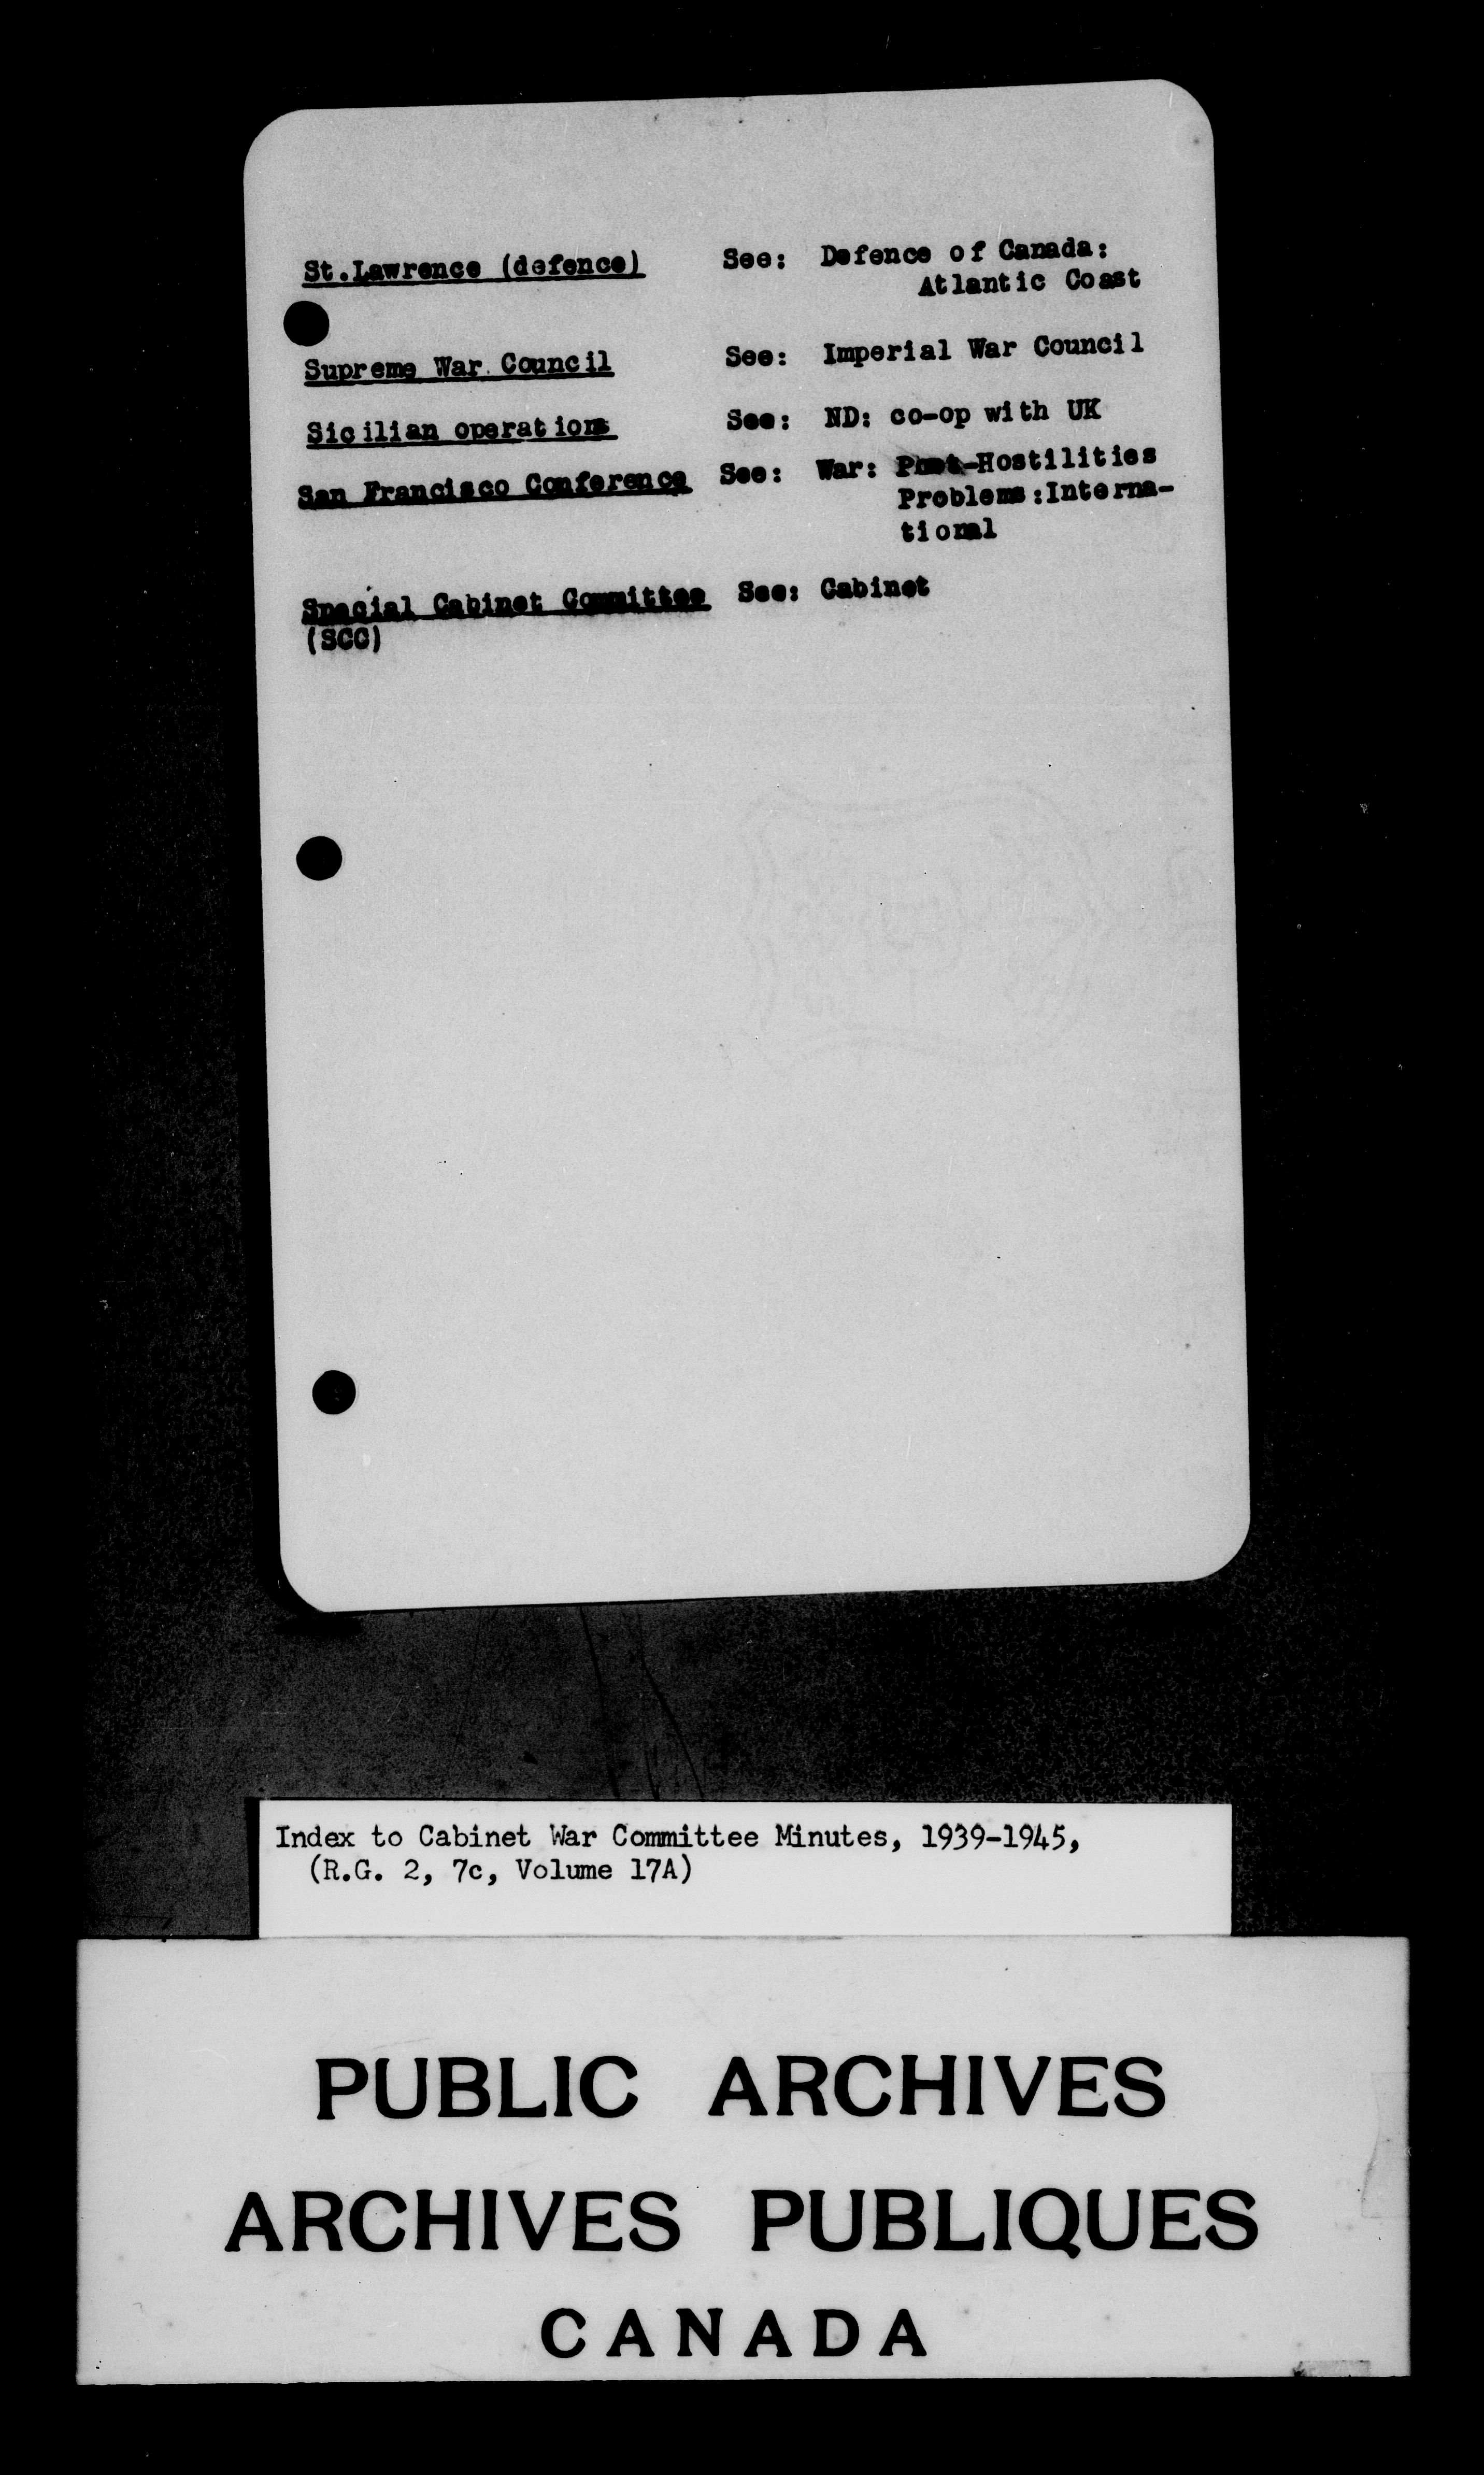 St.Lawrence (defence) See: Defence of Canada:
Atlantic Coast
Supreme War Council See: Imperial War Council
Sicilian operations See: ND: co-op with UK
San Francisco Conference See: War: Post-Hostilities
Problems:Interna-
tional
Special Cabinet Committee See: Cabinet
(SCC)
Index to Cabinet War Committee Minutes, 1939-1945,
(R.G. 2, 7c, Volume 17A)
PUBLIC ARCHIVES
ARCHIVES PUBLIQUES
CANADA